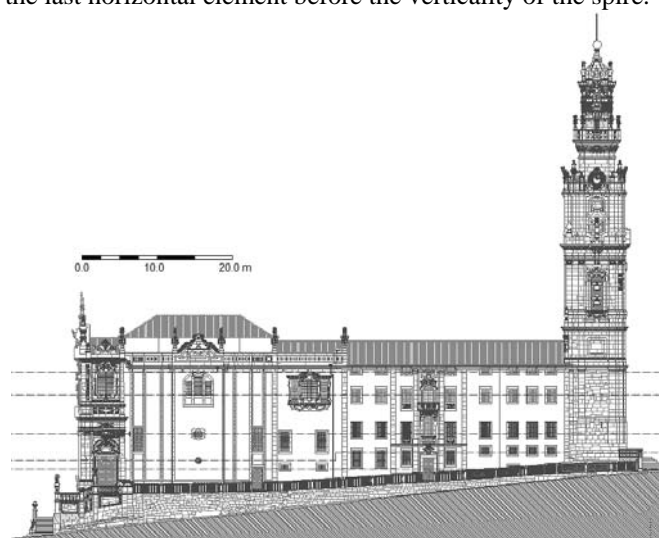 the last horizontal element before the verticality of the spire.
0.0 10.0 20.0 m